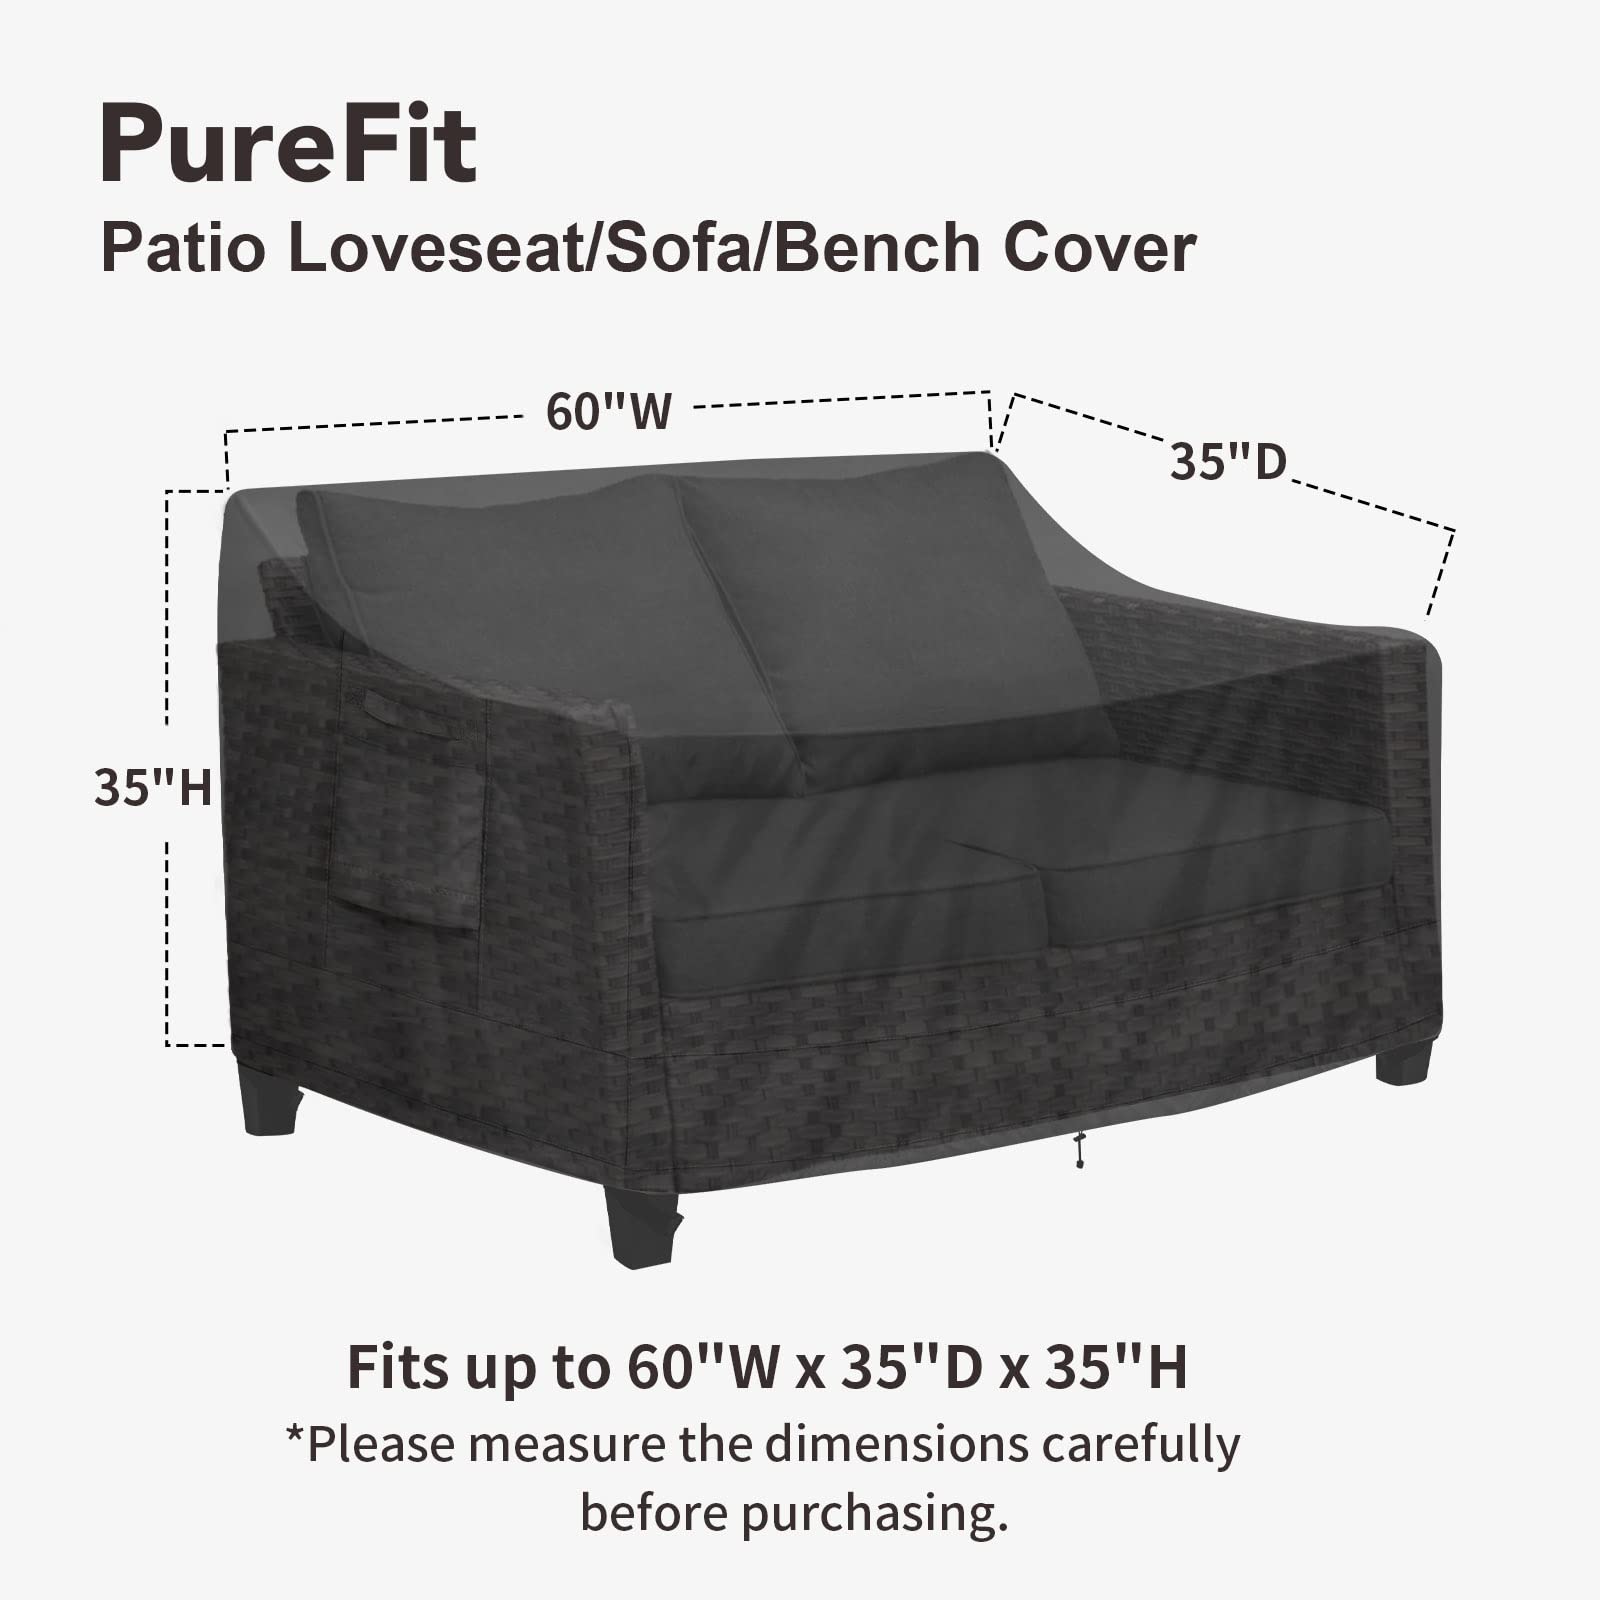 PureFit
Patio Loveseat/Sofa/Bench Cover
60"W
35"D
35"H
Fits up to 60"W x 35"D x 35"H
*Please measure the dimensions carefully
before purchasing.